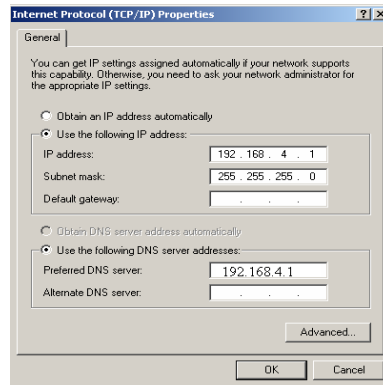 Internet Protocol (TCP/IP) Properties
General
You can get IP settings assigned automatically if your network supports
this capability. Otherwise, you need to ask your network administrator for
the appropriate IP settings.
Obtain an IP address automatically
Use the following IP address:
IP address: 192 . 168 . 4 . 1
Subnet mask: 255 . 255 . 255 . 0
Default gateway: . . .
Obtain DNS server address automatically
Use the following DNS server addresses:
Preferred DNS server: 192.168.4.1
Alternate DNS server: . . .
Advanced...
OK Cancel